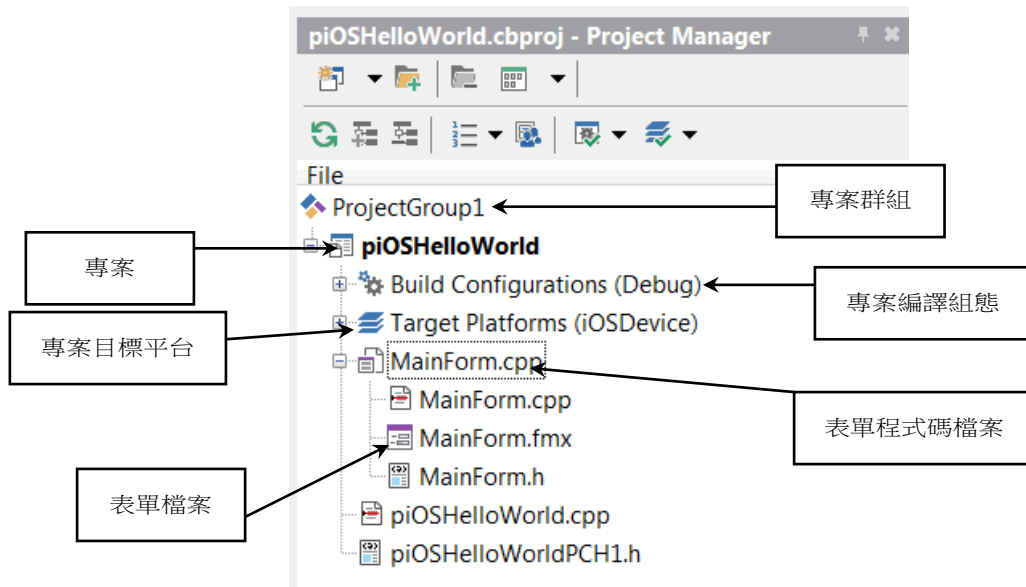 piOSHelloWorld.cbproj - Project Manager
File
ProjectGroup1
專案群組
專案
piOSHelloWorld
Build Configurations (Debug)
專案編譯組態
專案目標平台
Target Platforms (iOSDevice)
MainForm.cpp
MainForm.cpp
表單程式碼檔案
MainForm.fmx
表單檔案
MainForm.h
piOSHelloWorld.cpp
piOSHelloWorldPCH1.h